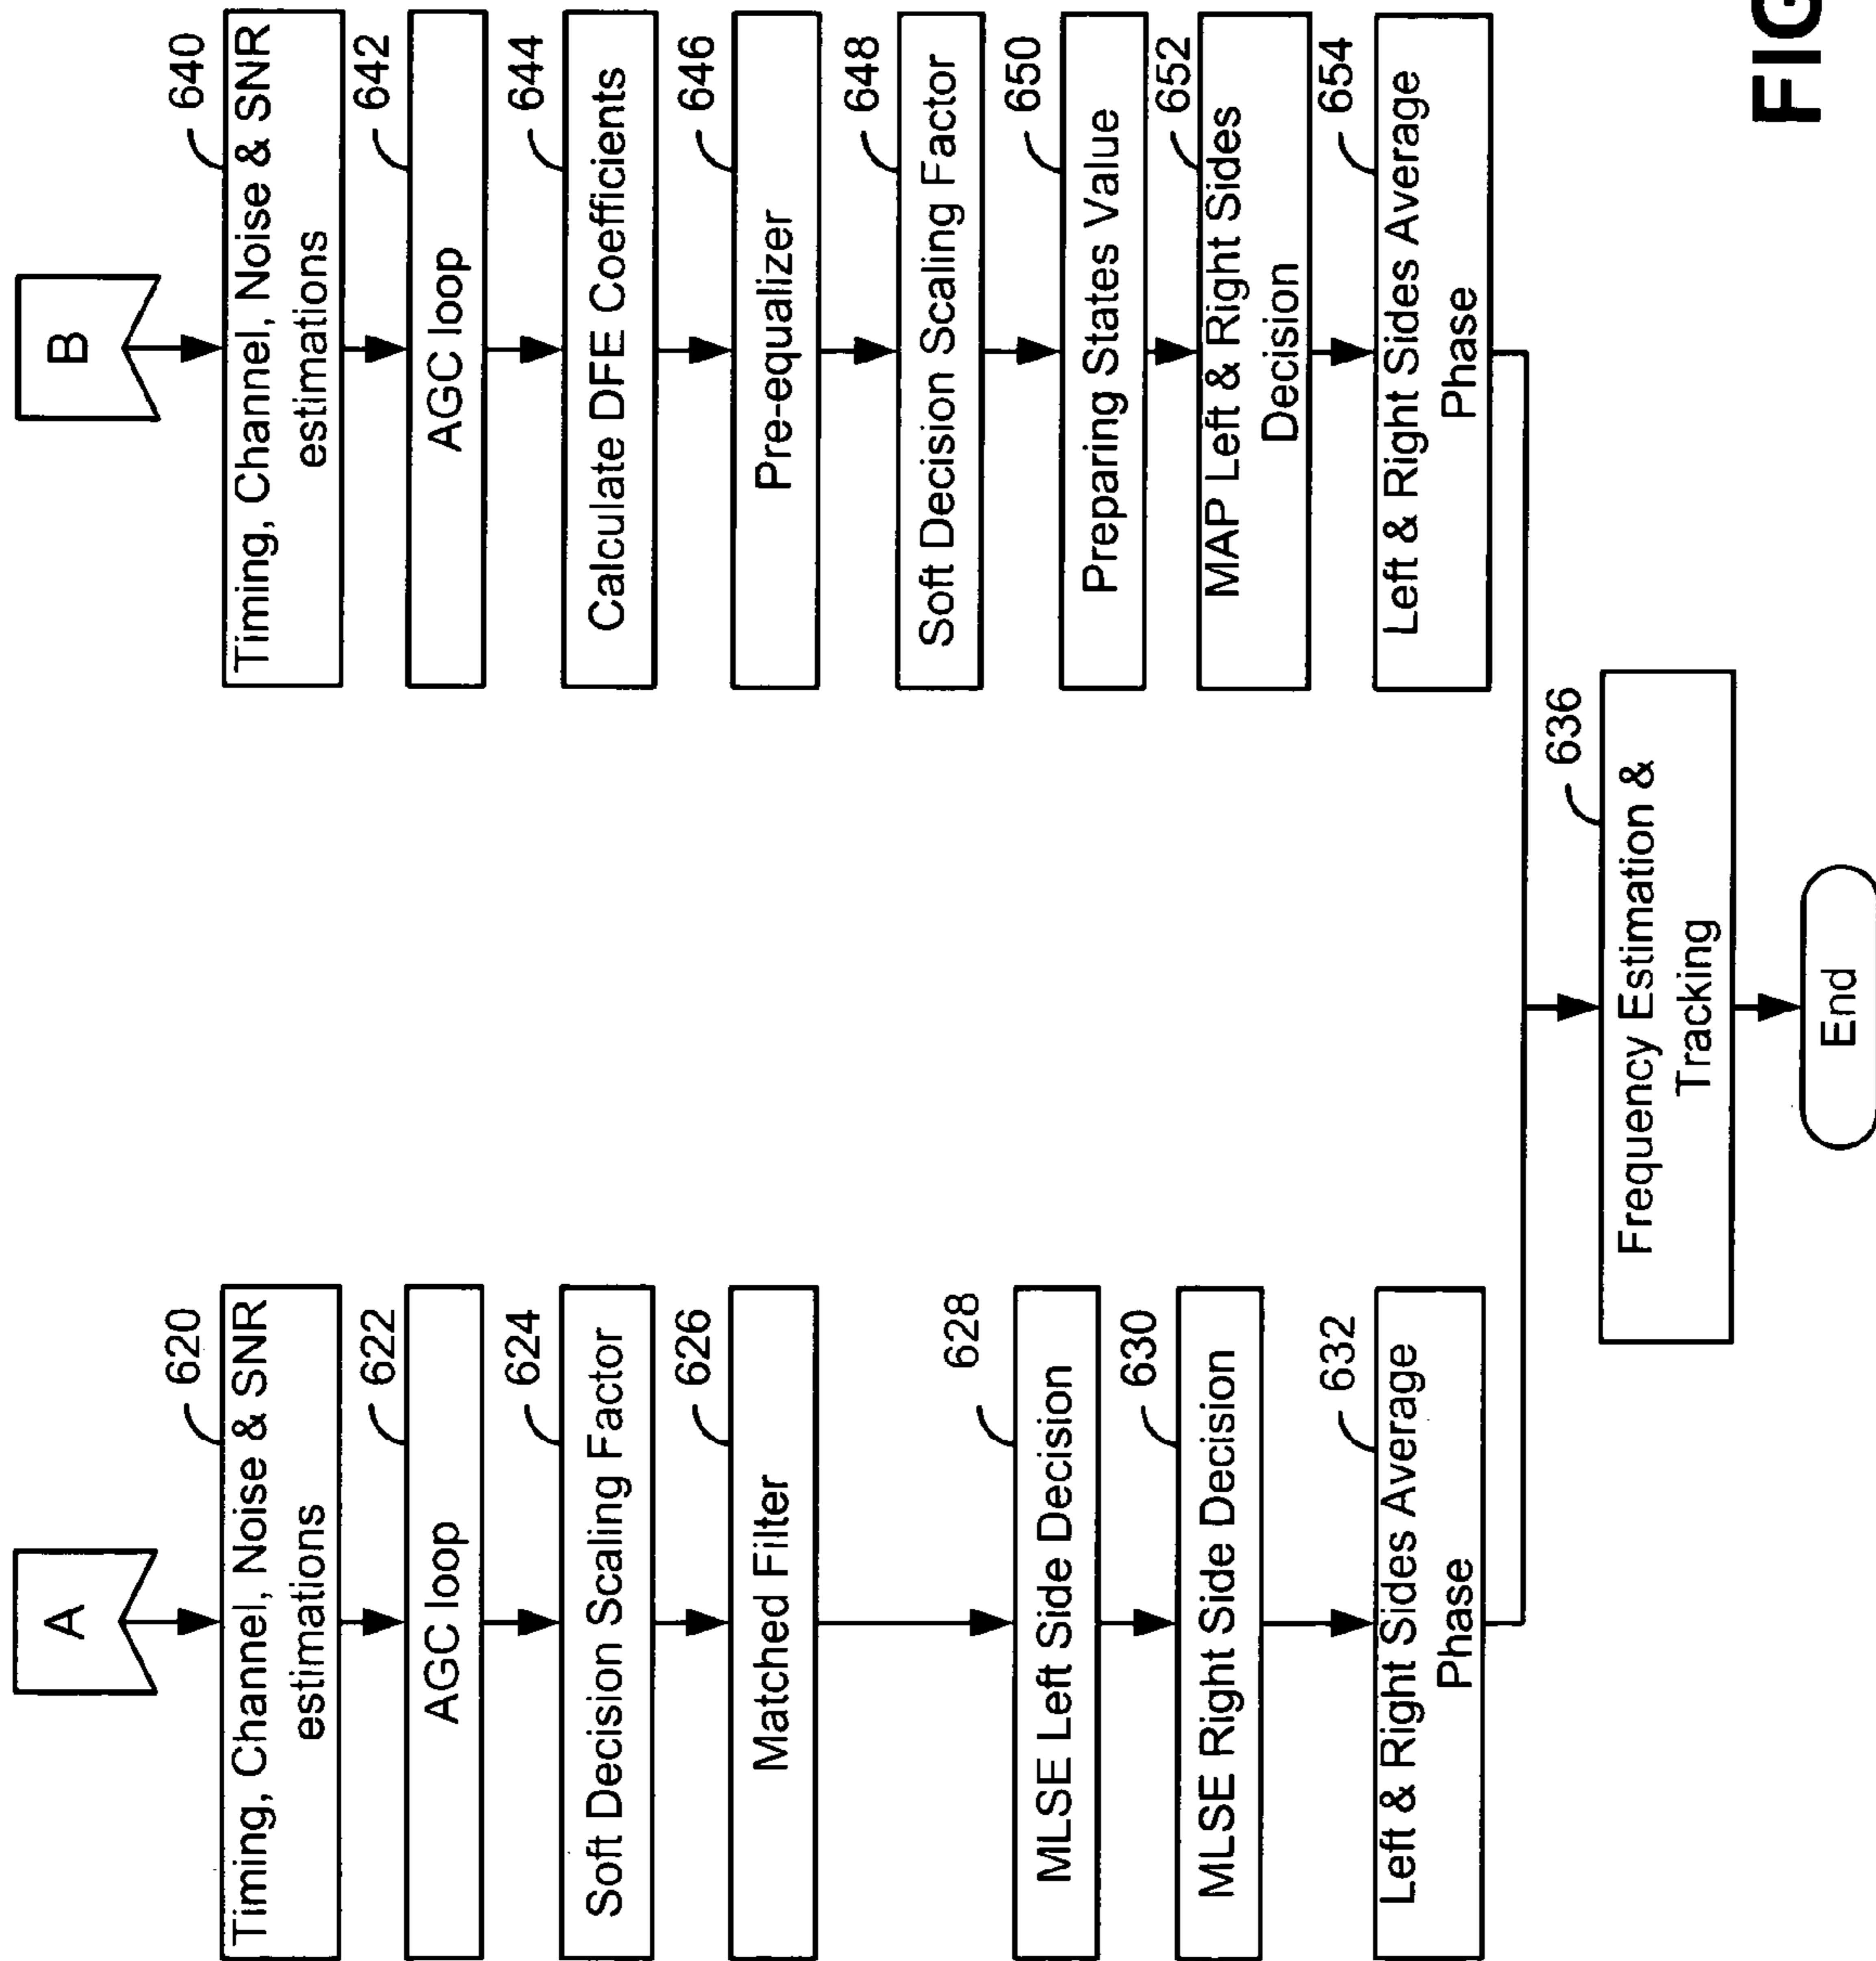 A
620
Timing, Channel, Noise & SNR
estimations
622
AGC loop
624
Soft Decision Scaling Factor
626
Matched Filter
628
MLSE Left Side Decision
630
MLSE Right Side Decision
632
Left & Right Sides Average
Phase
B
640
Timing, Channel, Noise & SNR
estimations
642
AGC loop
644
Calculate DFE Coefficients
646
Pre-equalizer
648
Soft Decision Scaling Factor
650
Preparing States Value
652
MAP Left & Right Sides
Decision
654
Left & Right Sides Average
Phase
636
Frequency Estimation &
Tracking
End